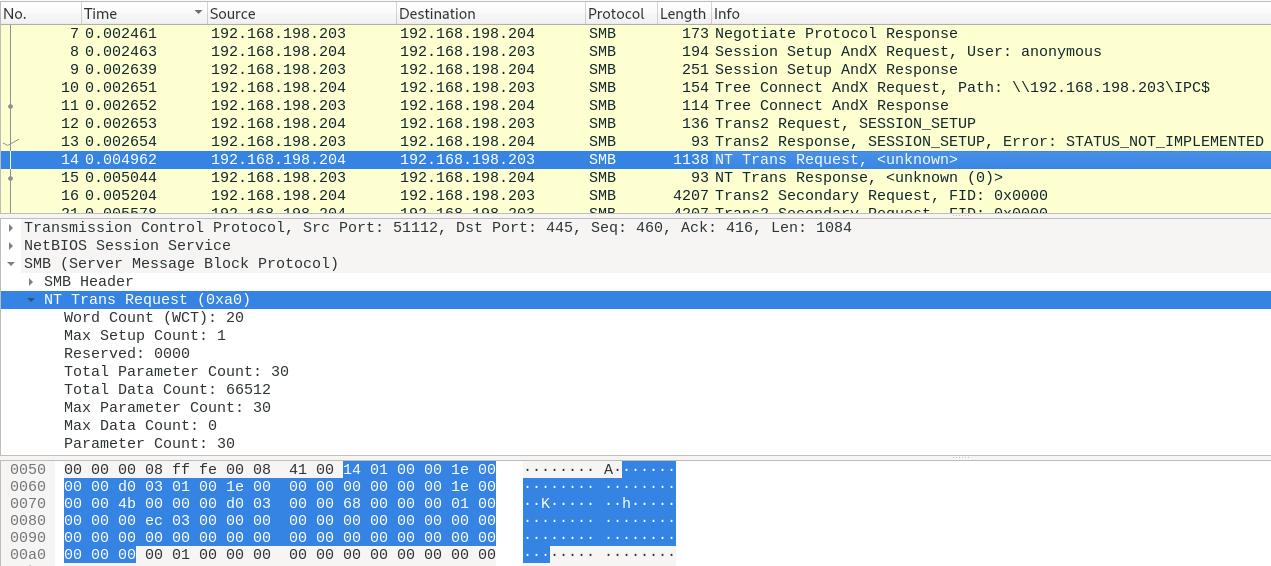 No. Time Source Destination Protocol Length Info
7 0.002461 192.168.198.203 192.168.198.204 SMB 173 Negotiate Protocol Response
8 0.002463 192.168.198.204 192.168.198.203 SMB 194 Session Setup AndX Request, User: anonymous
9 0.002639 192.168.198.203 192.168.198.204 SMB 251 Session Setup AndX Response
10 0.002651 192.168.198.204 192.168.198.203 SMB 154 Tree Connect AndX Request, Path: \\192.168.198.203\IPC$
11 0.002652 192.168.198.203 192.168.198.204 SMB 114 Tree Connect AndX Response
12 0.002653 192.168.198.204 192.168.198.203 SMB 136 Trans2 Request, SESSION_SETUP
13 0.002654 192.168.198.203 192.168.198.204 SMB 93 Trans2 Response, SESSION_SETUP, Error: STATUS_NOT_IMPLEMENTED
14 0.004962 192.168.198.204 192.168.198.203 SMB 1138 NT Trans Request, <unknown>
15 0.005044 192.168.198.203 192.168.198.204 SMB 93 NT Trans Response, <unknown (0)>
16 0.005204 192.168.198.204 192.168.198.203 SMB 4207 Trans2 Secondary Request, FID: 0x0000
21 0.005578 192.168.198.204 192.168.198.203 SMB 4207 Trans2 Secondary Request, FID: 0x0000
Transmission Control Protocol, Src Port: 51112, Dst Port: 445, Seq: 460, Ack: 416, Len: 1084
NetBIOS Session Service
SMB (Server Message Block Protocol)
SMB Header
NT Trans Request (0xa0)
Word Count (WCT): 20
Max Setup Count: 1
Reserved: 0000
Total Parameter Count: 30
Total Data Count: 66512
Max Parameter Count: 30
Max Data Count: 0
Parameter Count: 30
0050 00 00 00 08 ff fe 00 08 41 00 14 01 00 00 1e 00 ········ A·······
0060 00 00 d0 03 01 00 1e 00 00 00 00 00 00 00 1e 00 ········ ········
0070 00 00 4b 00 00 00 d0 03 00 00 68 00 00 00 01 00 ··K····· ··h·····
0080 00 00 00 ec 03 00 00 00 00 00 00 00 00 00 00 00 ········ ········
0090 00 00 00 00 00 00 00 00 00 00 00 00 00 00 00 00 ········ ········
00a0 00 00 00 00 01 00 00 00 00 00 00 00 00 00 00 00 ········ ········